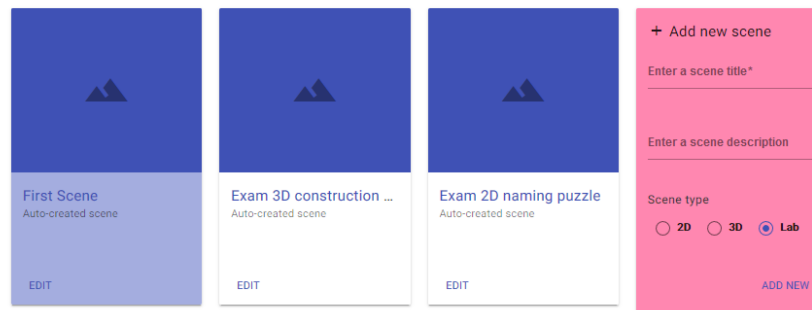 First Scene
Auto-created scene
EDIT
Exam 3D construction ...
Auto-created scene
EDIT
Exam 2D naming puzzle
Auto-created scene
EDIT
+ Add new scene
Enter a scene title*
Enter a scene description
Scene type
2D 3D Lab
ADD NEW